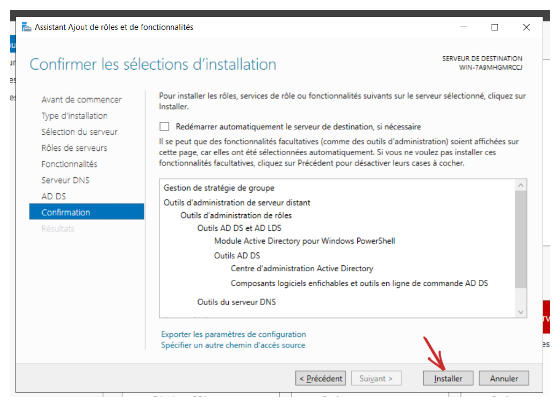 Assistant Ajout de rôles et de fonctionnalités
Confirmer les sélections d'installation
SERVEUR DE DESTINATION
WIN-7A9MHGMRCCJ
Avant de commencer
Type d'installation
Sélection du serveur
Rôles de serveurs
Fonctionnalités
Serveur DNS
AD DS
Confirmation
Résultats
Pour installer les rôles, services de rôle ou fonctionnalités suivants sur le serveur sélectionné, cliquez sur
Installer.
Redémarrer automatiquement le serveur de destination, si nécessaire
Il se peut que des fonctionnalités facultatives (comme des outils d'administration) soient affichées sur
cette page, car elles ont été sélectionnées automatiquement. Si vous ne voulez pas installer ces
fonctionnalités facultatives, cliquez sur Précédent pour désactiver leurs cases à cocher.
Gestion de stratégie de groupe
Outils d'administration de serveur distant
Outils d'administration de rôles
Outils AD DS et AD LDS
Module Active Directory pour Windows PowerShell
Outils AD DS
Centre d'administration Active Directory
Composants logiciels enfichables et outils en ligne de commande AD DS
Outils du serveur DNS
Exporter les paramètres de configuration
Spécifier un autre chemin d'accès source
< Précédent
Suivant >
Installer
Annuler